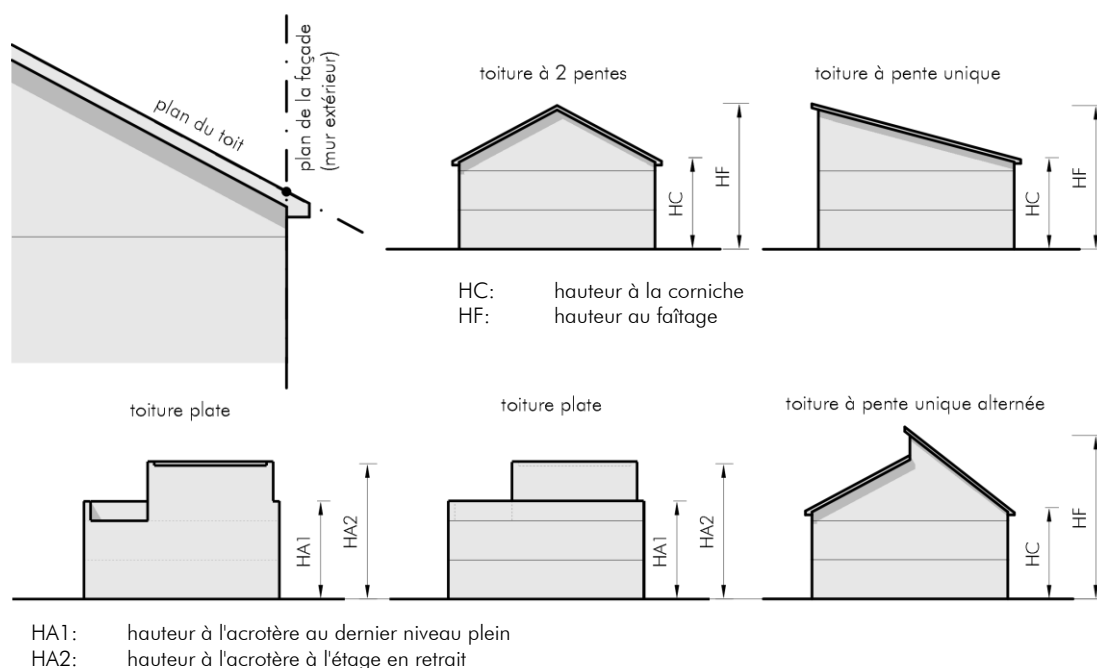 plan du toit
plan de la façade
(mur extérieur)
toiture à 2 pentes
HC
HF
toiture à pente unique
HC
HF
HC: hauteur à la corniche
HF: hauteur au faîtage
toiture plate
HA1
HA2
toiture plate
HA1
HA2
toiture à pente unique alternée
HC
HF
HA1: hauteur à l'acrotère au dernier niveau plein
HA2: hauteur à l'acrotère à l'étage en retrait